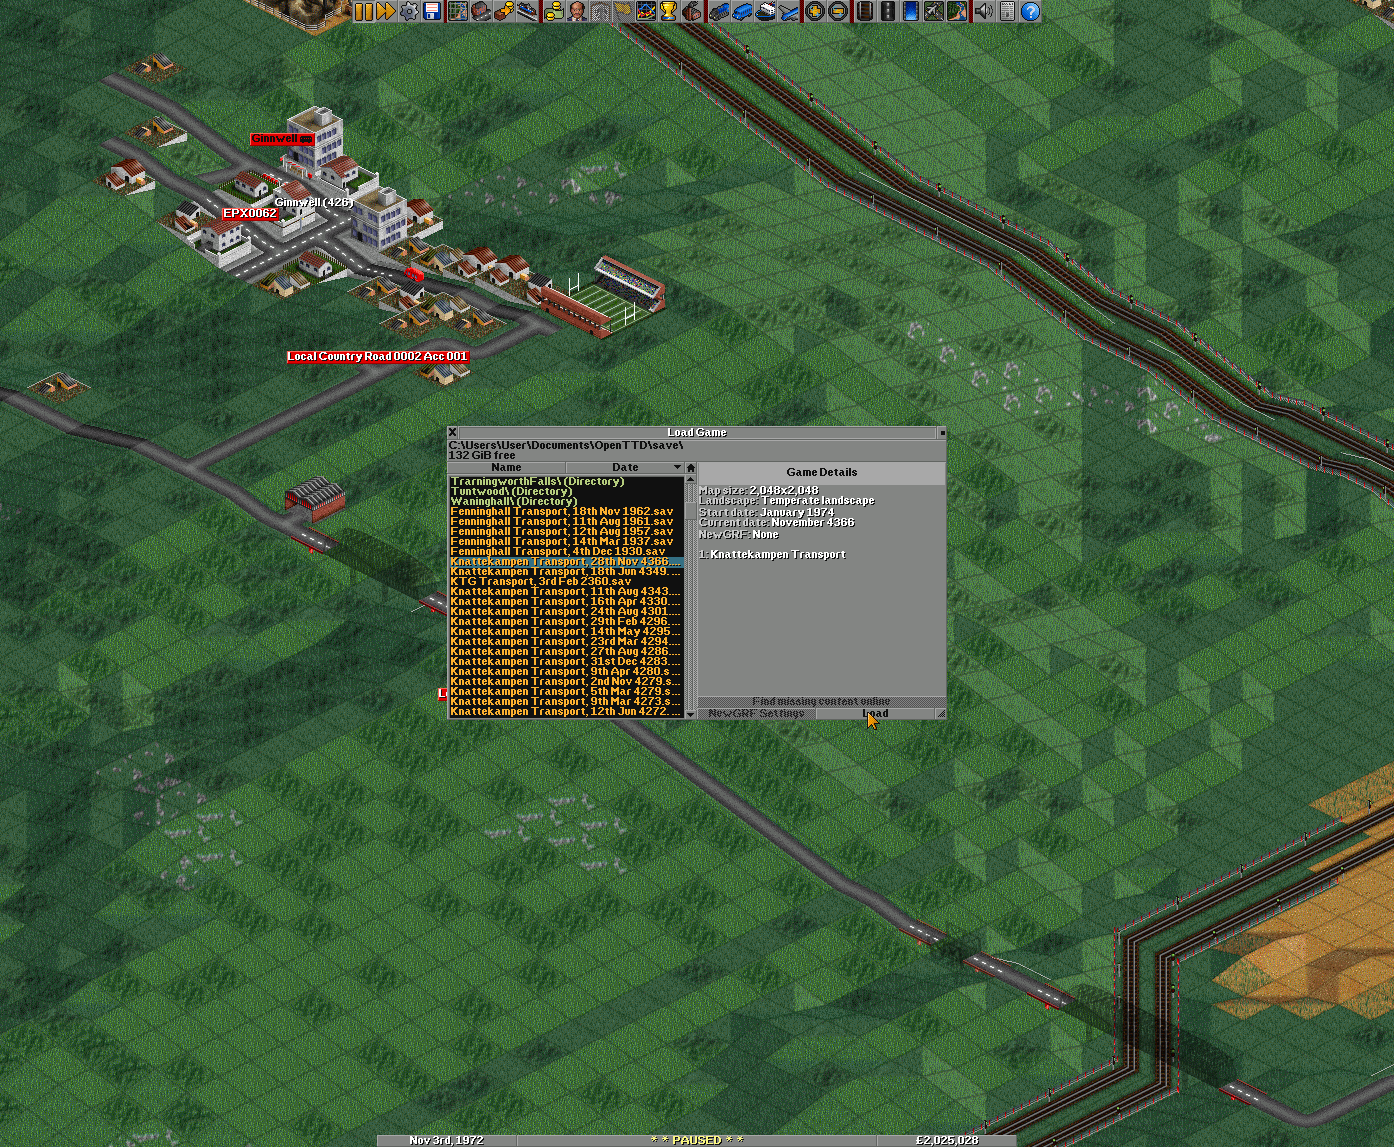 Ginnwell
Ginnwell (426)
EPX0062
Local Country Road 0002 Acc 001
Load Game
C:\Users\User\Documents\OpenTTD\save\
132 GiB free
Name
Date
TrarningworthFalls\ (Directory)
Tuntwood\ (Directory)
Waninghall\ (Directory)
Fenninghall Transport, 18th Nov 1962.sav
Fenninghall Transport, 11th Aug 1961.sav
Fenninghall Transport, 12th Aug 1957.sav
Fenninghall Transport, 14th Mar 1937.sav
Fenninghall Transport, 4th Dec 1930.sav
Knattekampen Transport, 28th Nov 4366....
Knattekampen Transport, 18th Jun 4349. ...
KTG Transport, 3rd Feb 2360.sav
Knattekampen Transport, 11th Aug 4343....
Knattekampen Transport, 16th Apr 4330....
Knattekampen Transport, 24th Aug 4301....
Knattekampen Transport, 29th Feb 4296....
Knattekampen Transport, 14th May 4295...
Knattekampen Transport, 23rd Mar 4294....
Knattekampen Transport, 27th Aug 4286....
Knattekampen Transport, 31st Dec 4283....
Knattekampen Transport, 9th Apr 4280.s...
Knattekampen Transport, 2nd Nov 4279.s...
Knattekampen Transport, 5th Mar 4279.s...
Knattekampen Transport, 9th Mar 4273.s...
Knattekampen Transport, 12th Jun 4272. ...
Game Details
Map size: 2,048x2,048
Landscape: Temperate landscape
Start date: January 1974
Current date: November 4366
NewGRF: None
1: Knattekampen Transport
Find missing content online
NewGRF Settings
Load
Nov 3rd, 1972
* * PAUSED * *
£2,025,028